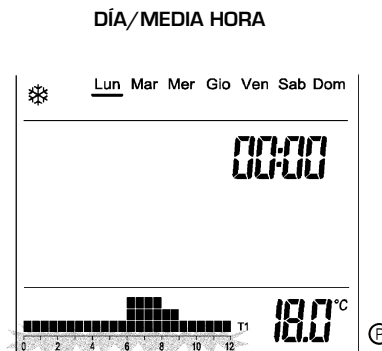 DÍA/MEDIA HORA
Lun Mar Mer Gio Ven Sab Dom
00:00
T1
18.0°C
0 2 4 6 8 10 12
P